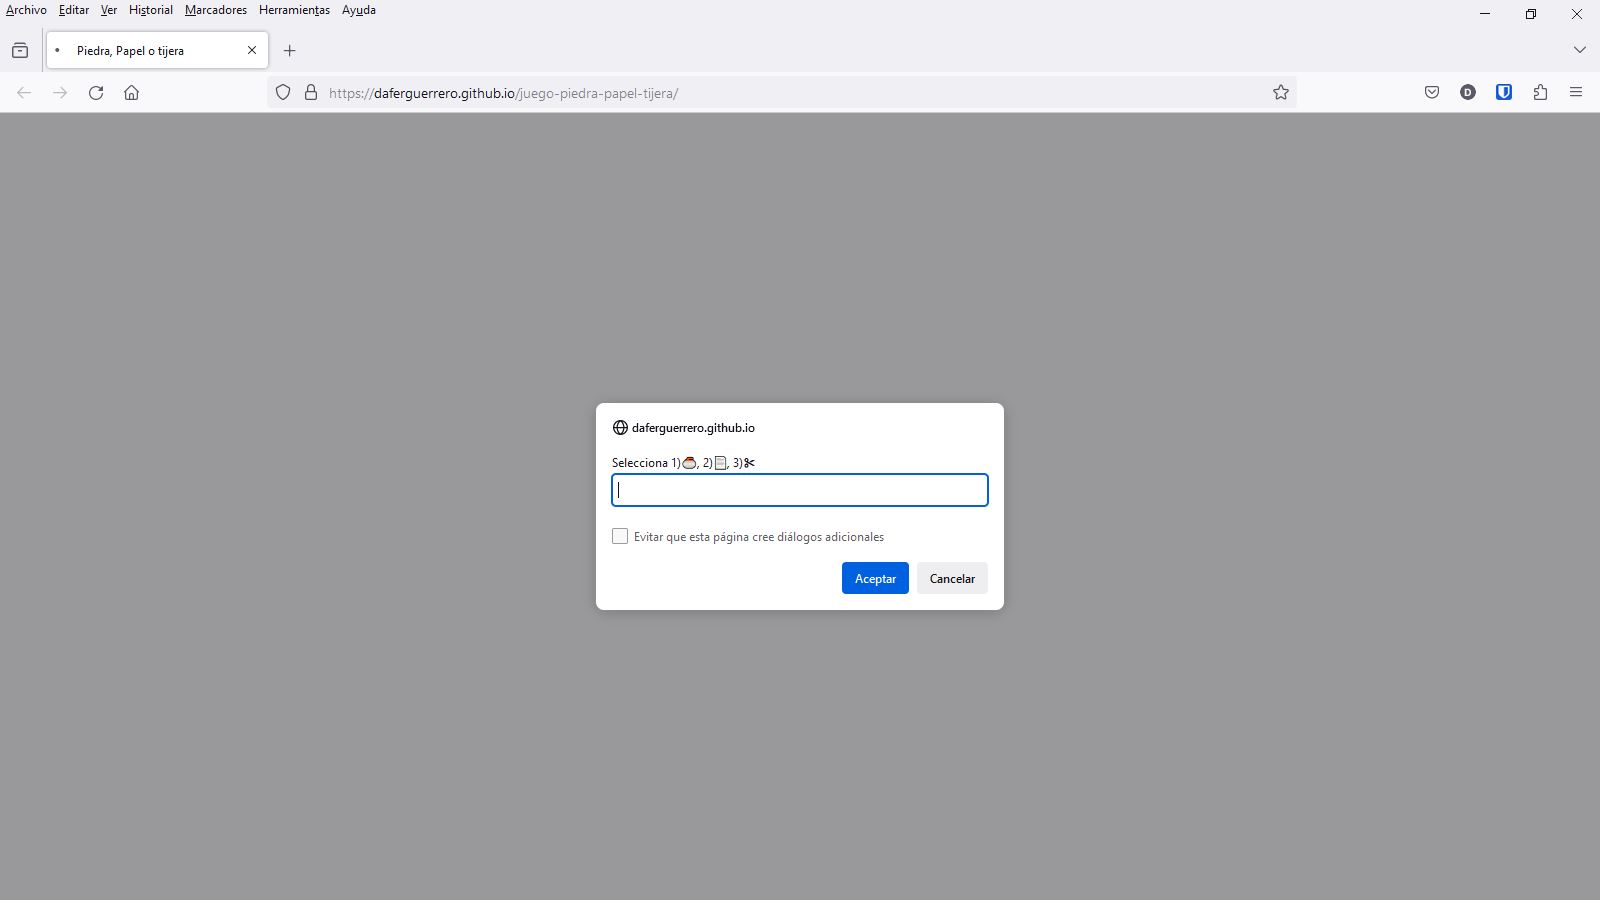 Archivo Editar Ver Historial Marcadores Herramientas Ayuda
Piedra, Papel o tijera
https://daferguerrero.github.io/juego-piedra-papel-tijera/
D
daferguerrero.github.io
Selecciona 1)🍙, 2)📄, 3)✂
Evitar que esta página cree diálogos adicionales
Aceptar Cancelar